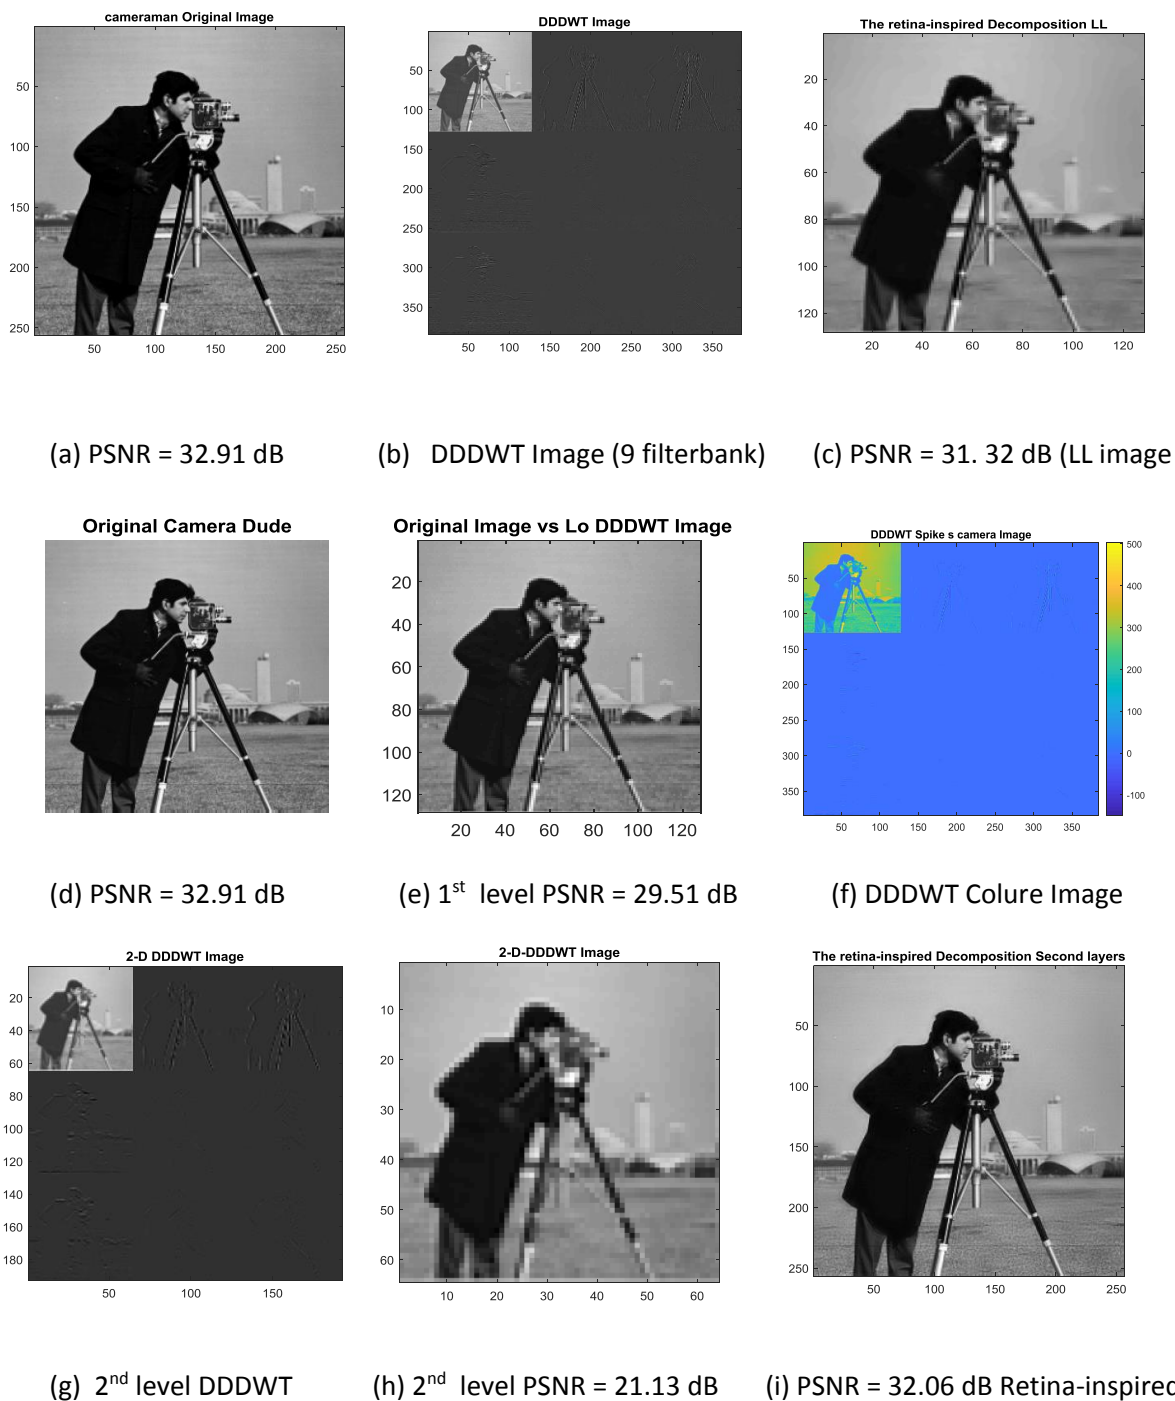 cameraman Original Image
50
100
150
200
250
50 100 150 200 250
DDDWT Image
50
100
150
200
250
300
350
50 100 150 200 250 300 350
The retina-inspired Decomposition LL
20
40
60
80
100
120
20 40 60 80 100 120
(a) PSNR = 32.91 dB
(b) DDDWT Image (9 filterbank)
(c) PSNR = 31. 32 dB (LL image
Original Camera Dude
Original Image vs Lo DDDWT Image
20
40
60
80
100
120
20 40 60 80 100 120
DDDWT Spike s camera Image
50
100
150
200
250
300
350
50 100 150 200 250 300 350
500
400
300
200
100
0
-100
(d) PSNR = 32.91 dB
(e) 1st level PSNR = 29.51 dB
(f) DDDWT Colure Image
2-D DDDWT Image
20
40
60
80
100
120
140
160
180
50 100 150
2-D-DDDWT Image
10
20
30
40
50
60
10 20 30 40 50 60
The retina-inspired Decomposition Second layers
50
100
150
200
250
50 100 150 200 250
(g) 2nd level DDDWT
(h) 2nd level PSNR = 21.13 dB
(i) PSNR = 32.06 dB Retina-inspired